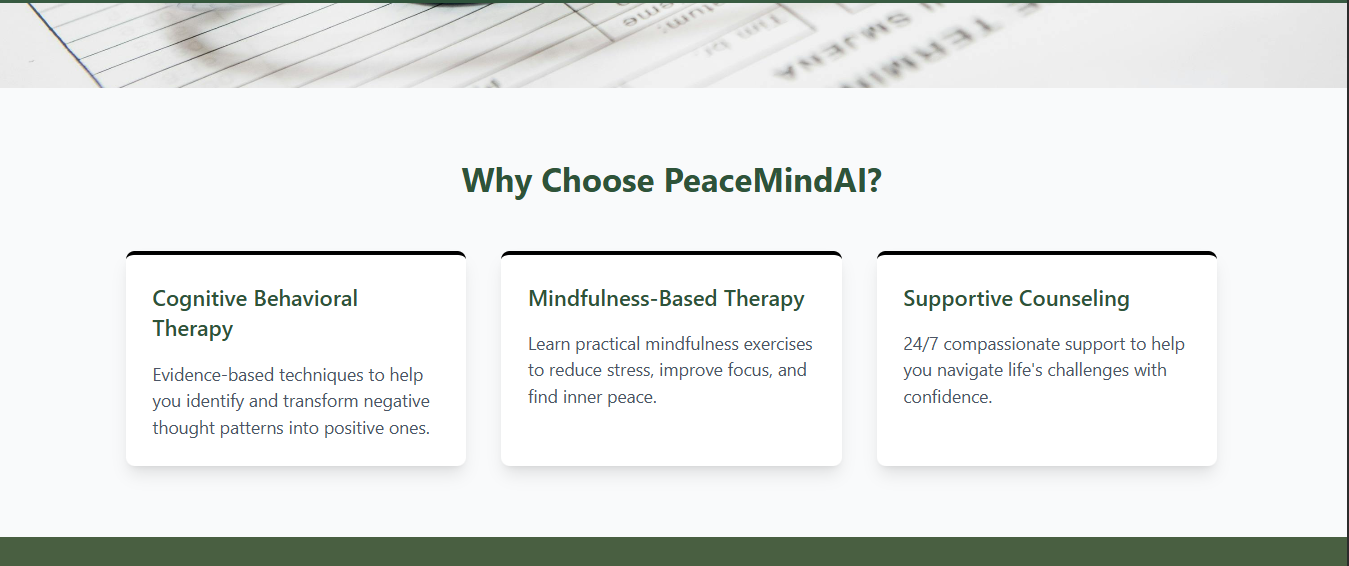 TERMIN
SMJENA
Why Choose PeaceMindAI?
Cognitive Behavioral
Therapy
Evidence-based techniques to help
you identify and transform negative
thought patterns into positive ones.
Mindfulness-Based Therapy
Learn practical mindfulness exercises
to reduce stress, improve focus, and
find inner peace.
Supportive Counseling
24/7 compassionate support to help
you navigate life's challenges with
confidence.